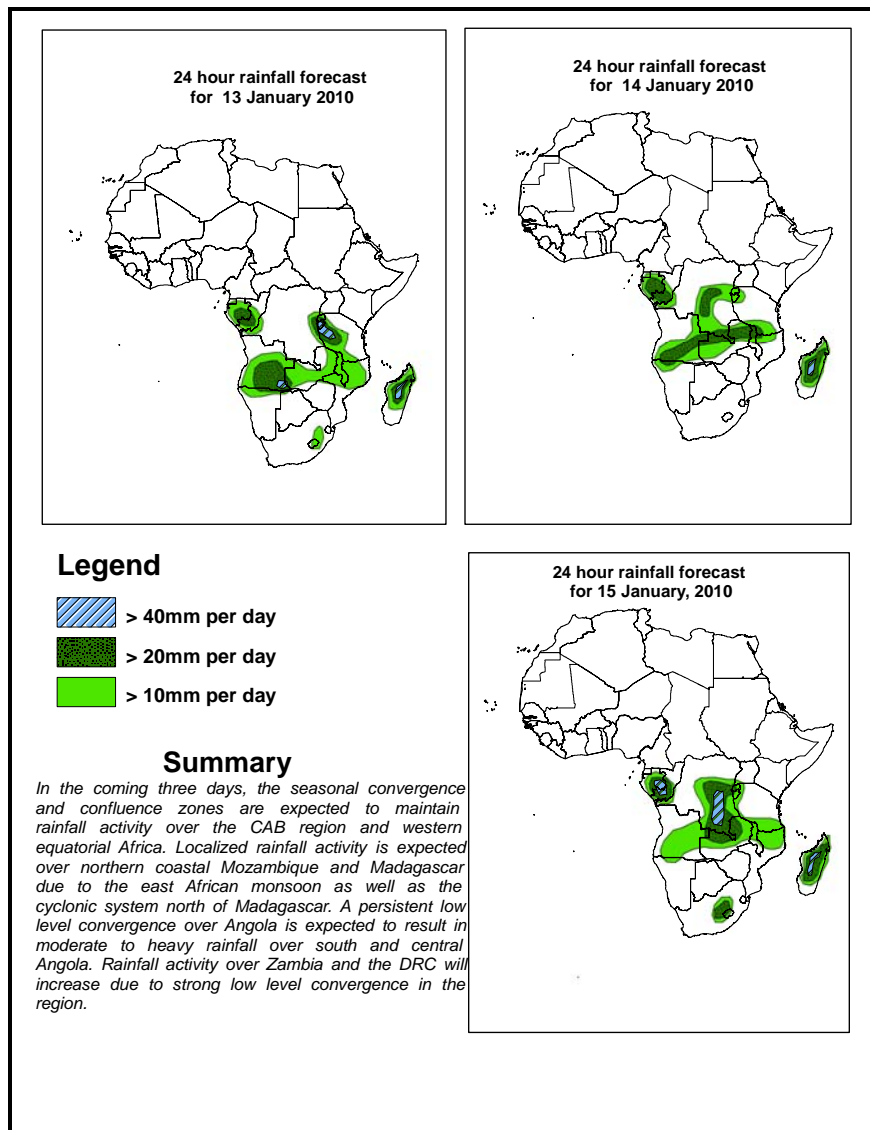 24 hour rainfall forecast
for 13 January 2010
24 hour rainfall forecast
for 14 January 2010
Legend
> 40mm per day
> 20mm per day
> 10mm per day
24 hour rainfall forecast
for 15 January, 2010
Summary
In the coming three days, the seasonal convergence
and confluence zones are expected to maintain
rainfall activity over the CAB region and western
equatorial Africa. Localized rainfall activity is expected
over northern coastal Mozambique and Madagascar
due to the east African monsoon as well as the
cyclonic system north of Madagascar. A persistent low
level convergence over Angola is expected to result in
moderate to heavy rainfall over south and central
Angola. Rainfall activity over Zambia and the DRC will
increase due to strong low level convergence in the
region.